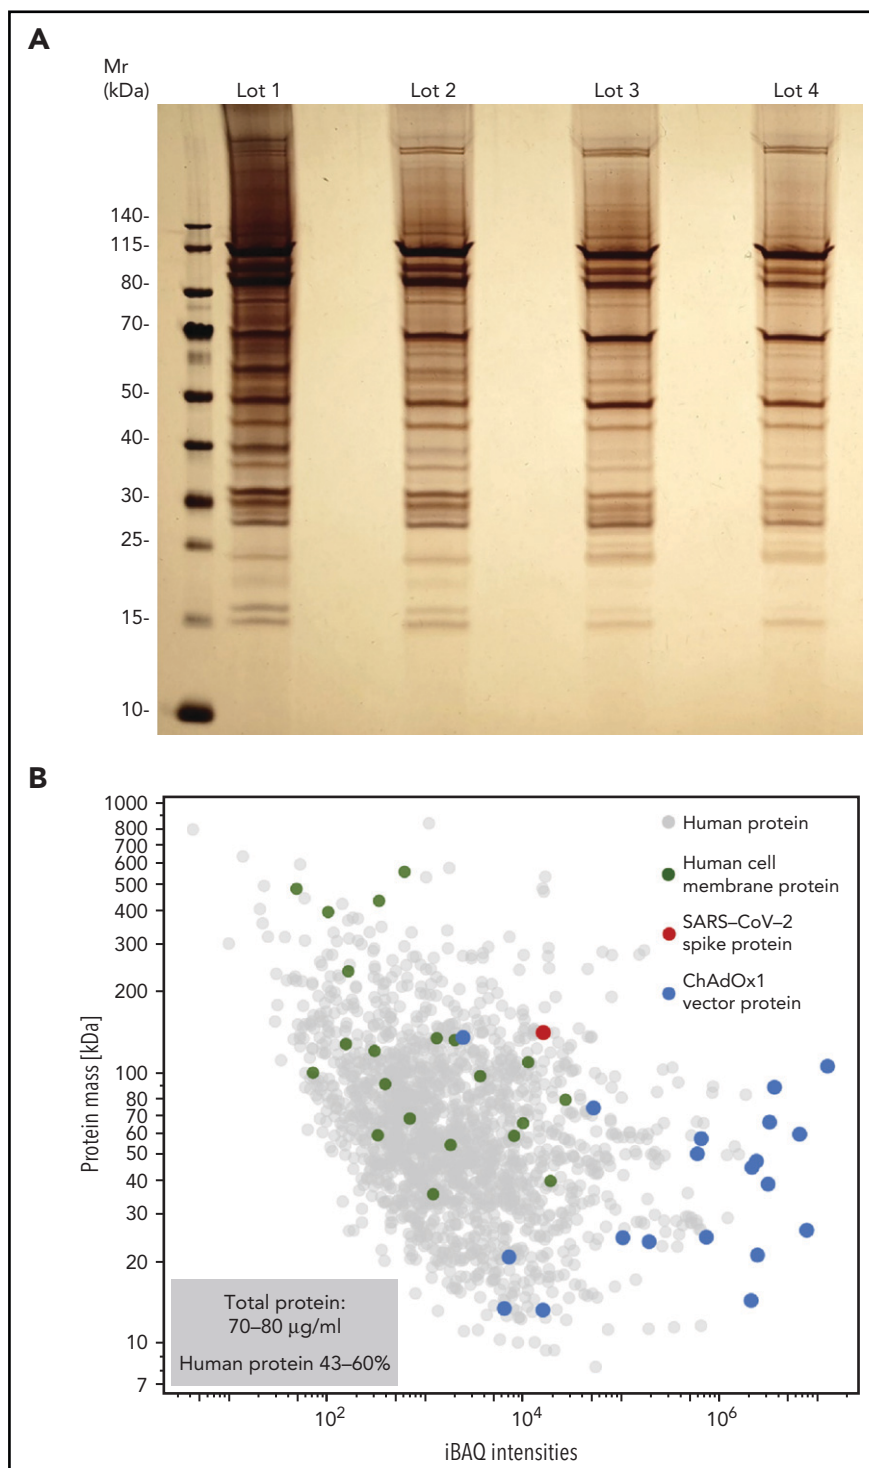 A
Mr
(kDa)
Lot 1
Lot 2
Lot 3
Lot 4
140-
115-
80-
70-
50-
40-
30-
25-
15-
10-
B
1000
800
700
600
500
400
300
200
100
80
70
60
50
40
30
20
10
7
Protein mass [kDa]
Human protein
Human cell
membrane protein
SARS–CoV–2
spike protein
ChAdOx1
vector protein
Total protein:
70–80 μg/ml
Human protein 43–60%
10²
10⁴
10⁶
iBAQ intensities